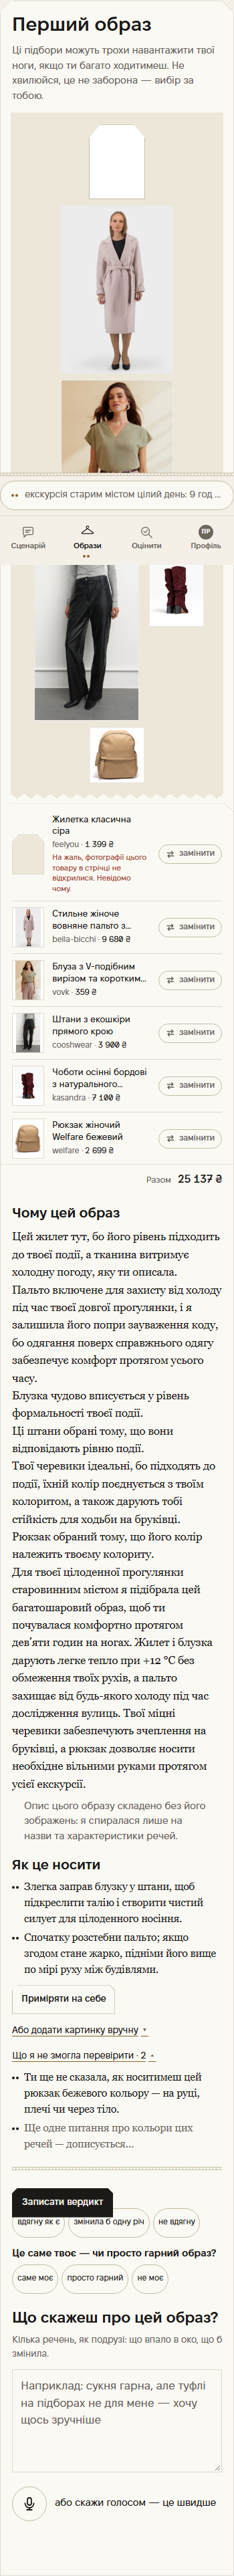 Перший образ
Ці підбори можуть трохи навантажити твої
ноги, якщо ти багато ходитимеш. Не
хвилюйся, це не заборона — вибір за
тобою.
екскурсія старим містом цілий день: 9 год ...
ПР
Сценарій
Образи
Оцінити
Профіль
Жилетка класична
сіра
feelyou · 1 399 ₴
На жаль, фотографії цього
товару в стрічці не
відкрилися. Невідомо
чому.
замінити
Стильне жіноче
вовняне пальто з...
bella-bicchi · 9 680 ₴
замінити
Блуза з V-подібним
вирізом та коротким...
vovk · 359 ₴
замінити
Штани з екошкіри
прямого крою
cooshwear · 3 900 ₴
замінити
Чоботи осінні бордові
з натурального...
kasandra · 7 100 ₴
замінити
Рюкзак жіночий
Welfare бежевий
welfare · 2 699 ₴
замінити
Разом 25 137 ₴
Чому цей образ
Цей жилет тут, бо його рівень підходить
до твоєї події, а тканина витримує
холодну погоду, яку ти описала.
Пальто включене для захисту від холоду
під час твоєї довгої прогулянки, і я
залишила його попри зауваження коду,
бо одягання поверх справжнього одягу
забезпечує комфорт протягом усього
часу.
Блузка чудово вписується у рівень
формальності твоєї події.
Ці штани обрані тому, що вони
відповідають рівню події.
Твої черевики ідеальні, бо підходять до
події, їхній колір поєднується з твоїм
колоритом, а також дарують тобі
стійкість для ходьби на бруківці.
Рюкзак обраний тому, що його колір
належить твоєму колориту.
Для твоєї цілоденної прогулянки
старовинним містом я підібрала цей
багатошаровий образ, щоб ти
почувалася комфортно протягом
дев'яти годин на ногах. Жилет і блузка
дарують легке тепло при +12 °C без
обмеження твоїх рухів, а пальто
захищає від будь-якого холоду під час
дослідження вулиць. Твої міцні
черевики забезпечують зчеплення на
бруківці, а рюкзак дозволяє носити
необхідне вільними руками протягом
усієї екскурсії.
Опис цього образу складено без його
зображень: я спиралася лише на
назву та характеристики речей.
Як це носити
Злегка заправ блузку у штани, щоб
підкреслити талію і створити чистий
силует для цілоденного носіння.
Спочатку розстебни пальто; якщо
згодом стане жарко, підніми його вище
по мірі руху між будівлями.
Приміряти на себе
Або додати картинку вручну
Що я не змогла перевірити · 2
Ти ще не сказала, як носитимеш цей
рюкзак бежевого кольору — на руці,
плечі чи через тіло.
Ще одне питання про кольори цих
речей — дописується...
Записати вердикт
вдягну як є
змінила б одну річ
не вдягну
Це саме твоє — чи просто гарний образ?
саме моє
просто гарний
не моє
Що скажеш про цей образ?
Кілька речень, як подрузі: що впало в око, що б
змінила.
Наприклад: сукня гарна, але туфлі
на підборах не для мене — хочу
щось зручніше
або скажи голосом — це швидше